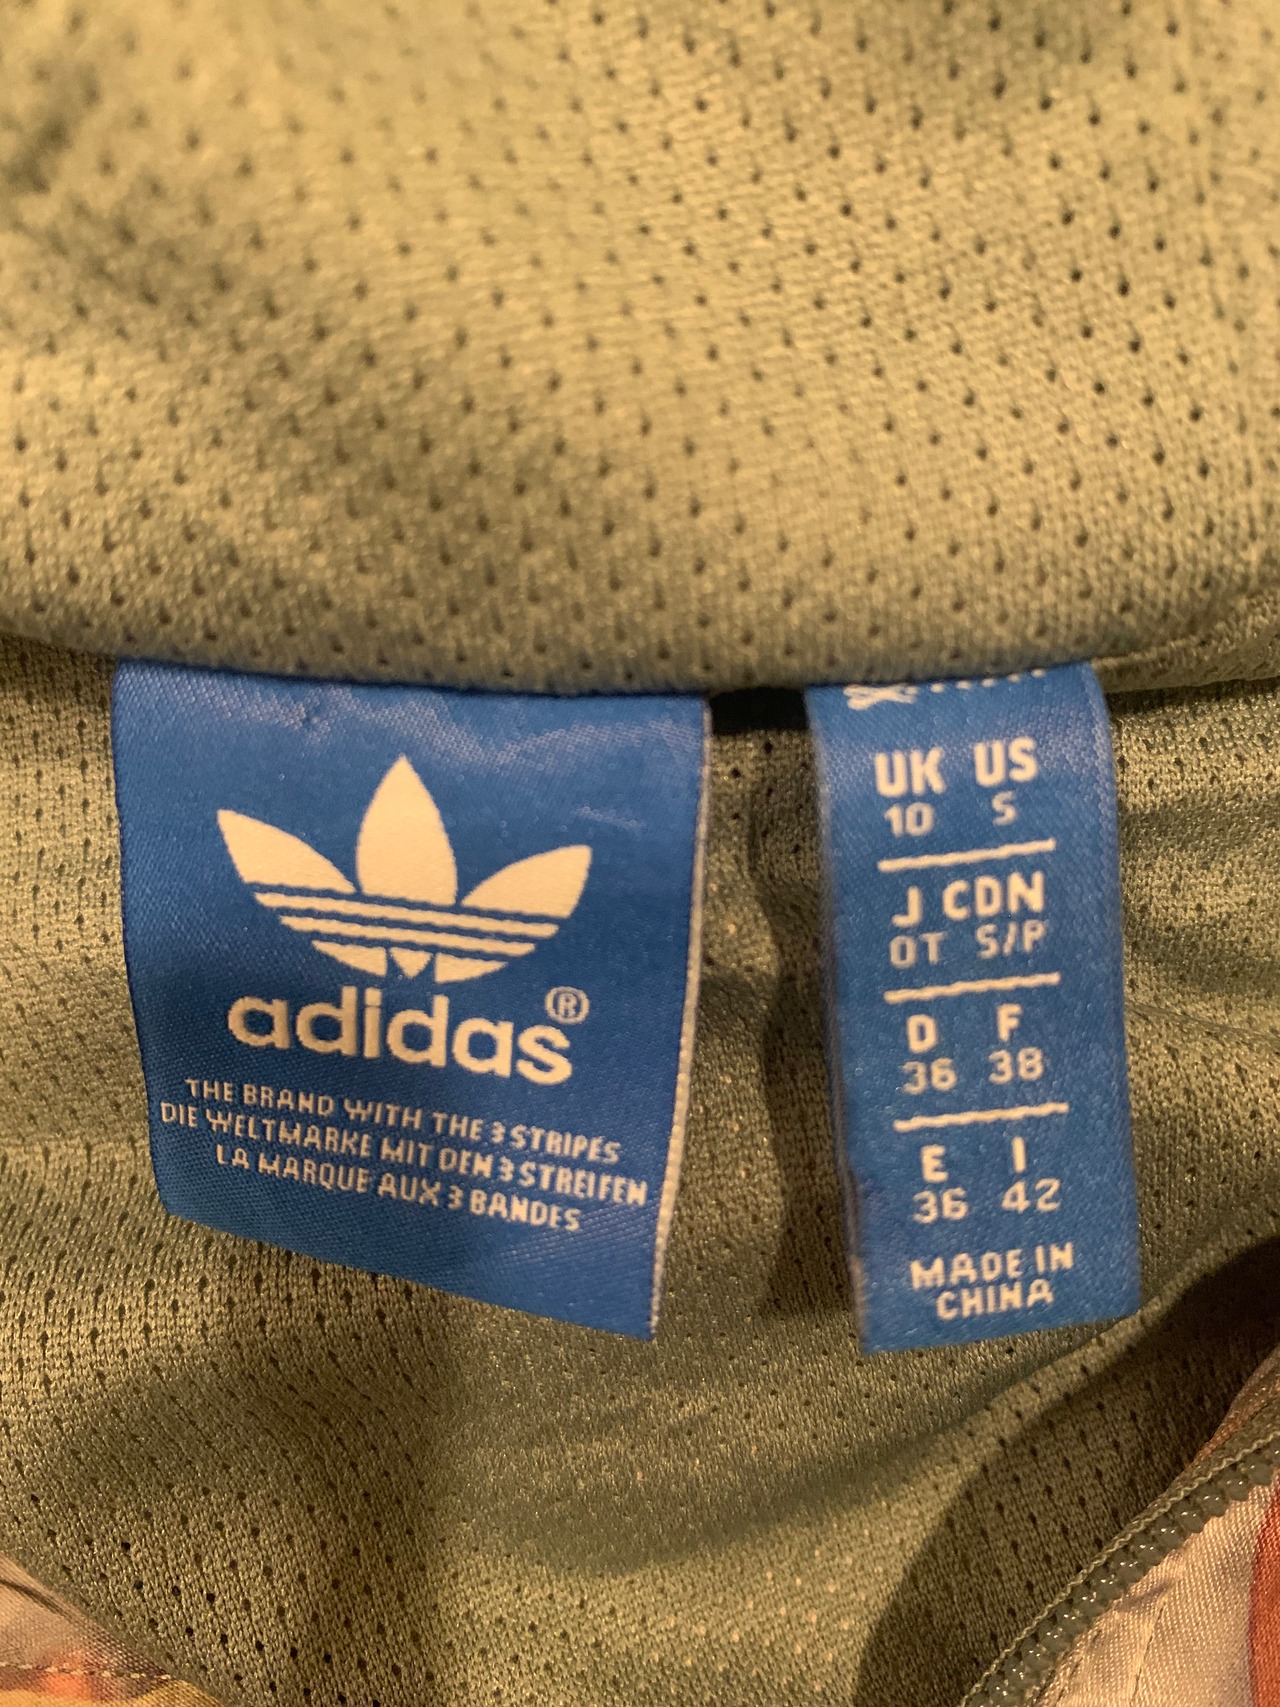 adidas®
THE BRAND WITH THE 3 STRIPES
DIE WELTMARKE MIT DEN 3 STREIFEN
LA MARQUE AUX 3 BANDES
UK US
10 S
J CDN
OT S/P
D F
36 38
E I
36 42
MADE IN
CHINA